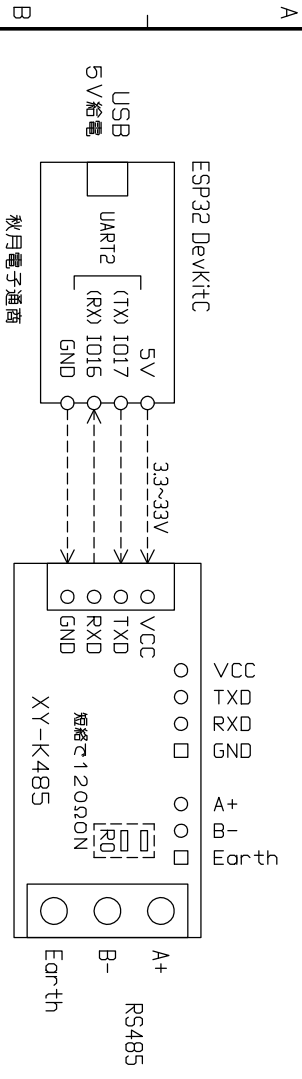 A
B
ESP32 DevKitC
USB
5V給電
UART2
5V
(TX) IO17
(RX) IO16
GND
秋月電子通商
3.3~33V
VCC
TXD
RXD
GND
VCC
TXD
RXD
GND
A+
B-
Earth
短絡で120ΩON
R0
XY-K485
A+
B-
Earth
RS485